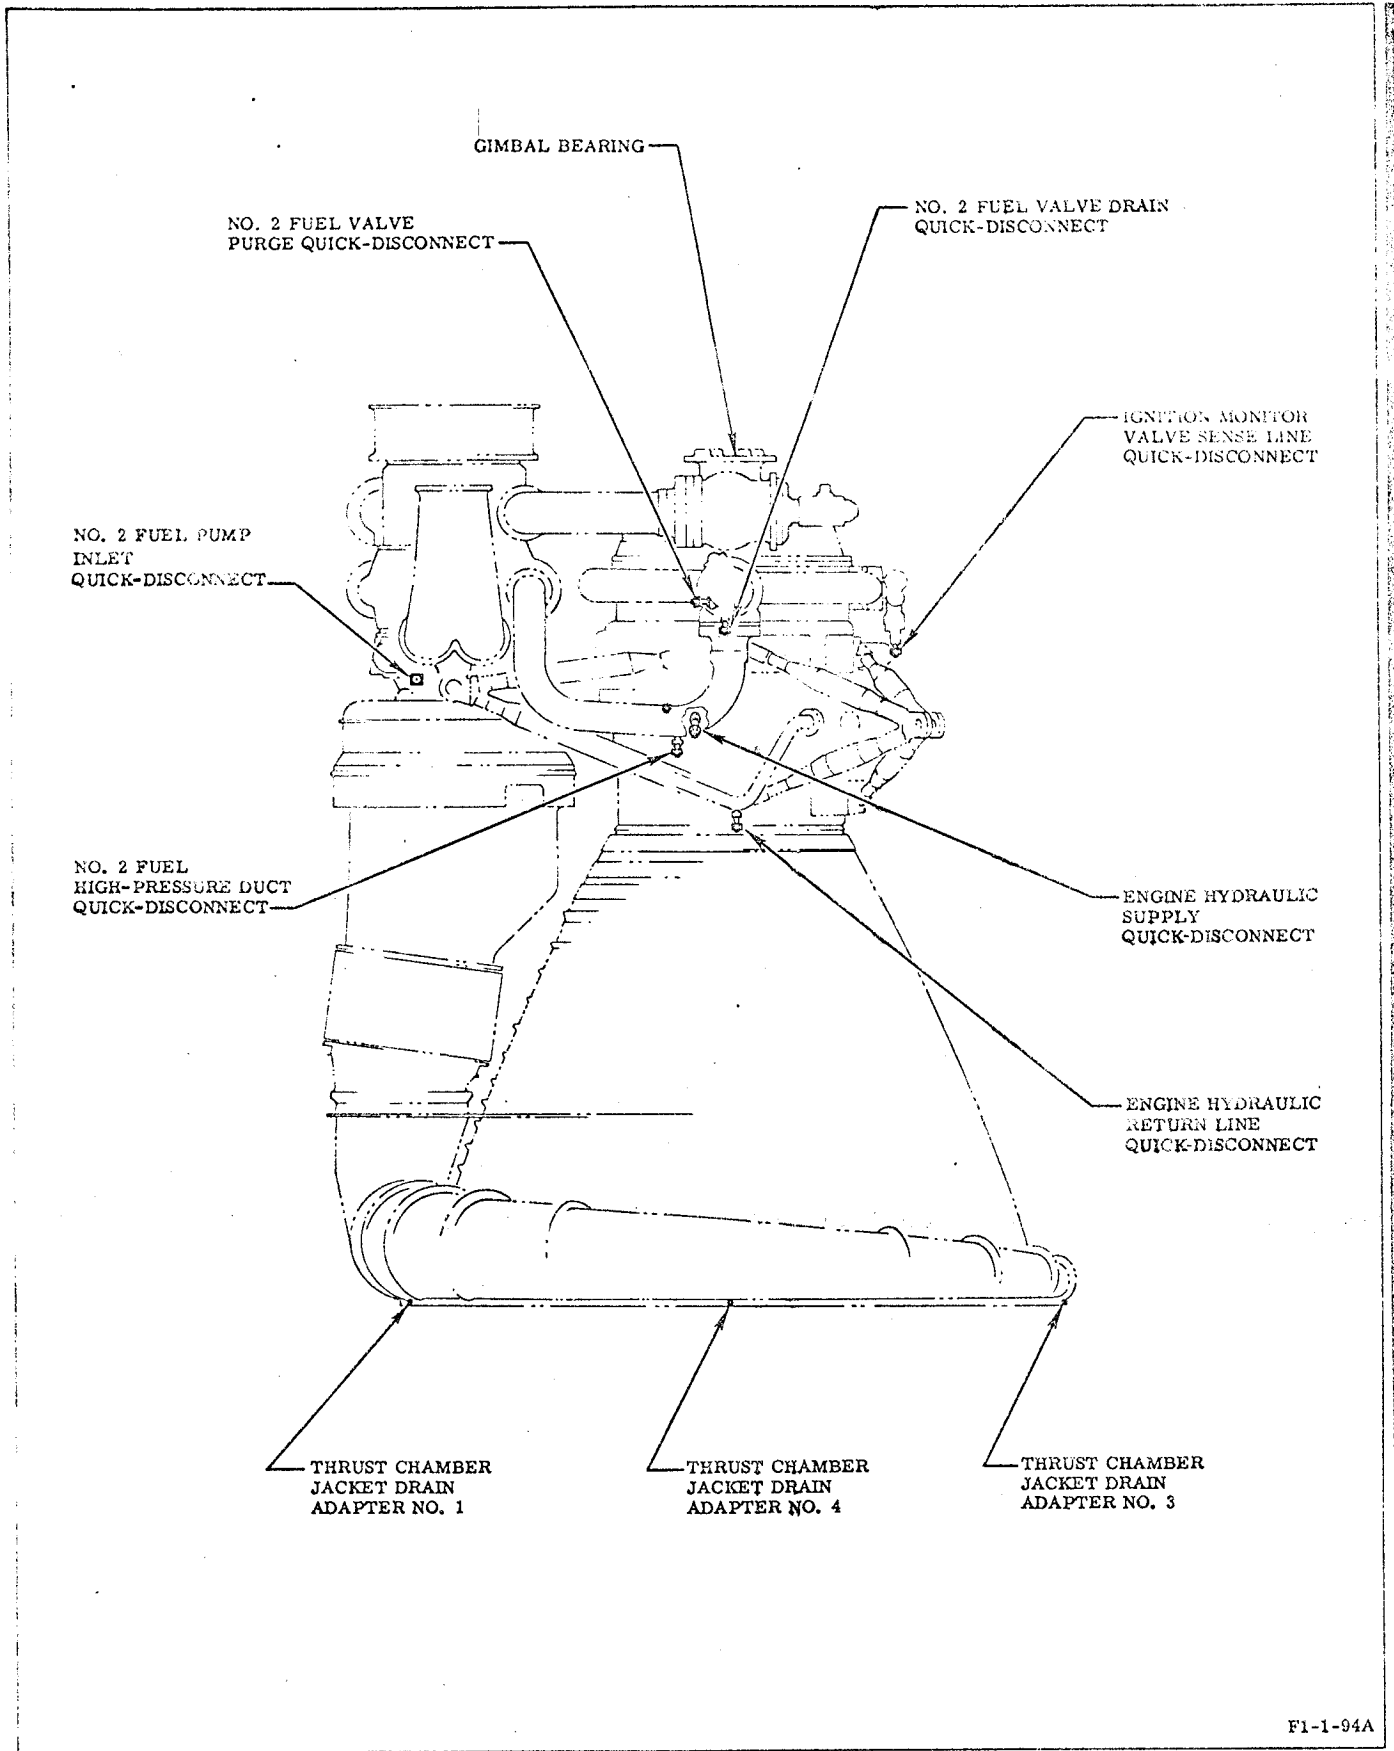 GIMBAL BEARING
NO. 2 FUEL VALVE
PURGE QUICK-DISCONNECT
NO. 2 FUEL VALVE DRAIN
QUICK-DISCONNECT
IGNITION MONITOR
VALVE SENSE LINE
QUICK-DISCONNECT
NO. 2 FUEL PUMP
INLET
QUICK-DISCONNECT
NO. 2 FUEL
HIGH-PRESSURE DUCT
QUICK-DISCONNECT
ENGINE HYDRAULIC
SUPPLY
QUICK-DISCONNECT
ENGINE HYDRAULIC
RETURN LINE
QUICK-DISCONNECT
THRUST CHAMBER
JACKET DRAIN
ADAPTER NO. 1
THRUST CHAMBER
JACKET DRAIN
ADAPTER NO. 4
THRUST CHAMBER
JACKET DRAIN
ADAPTER NO. 3
F1-1-94A